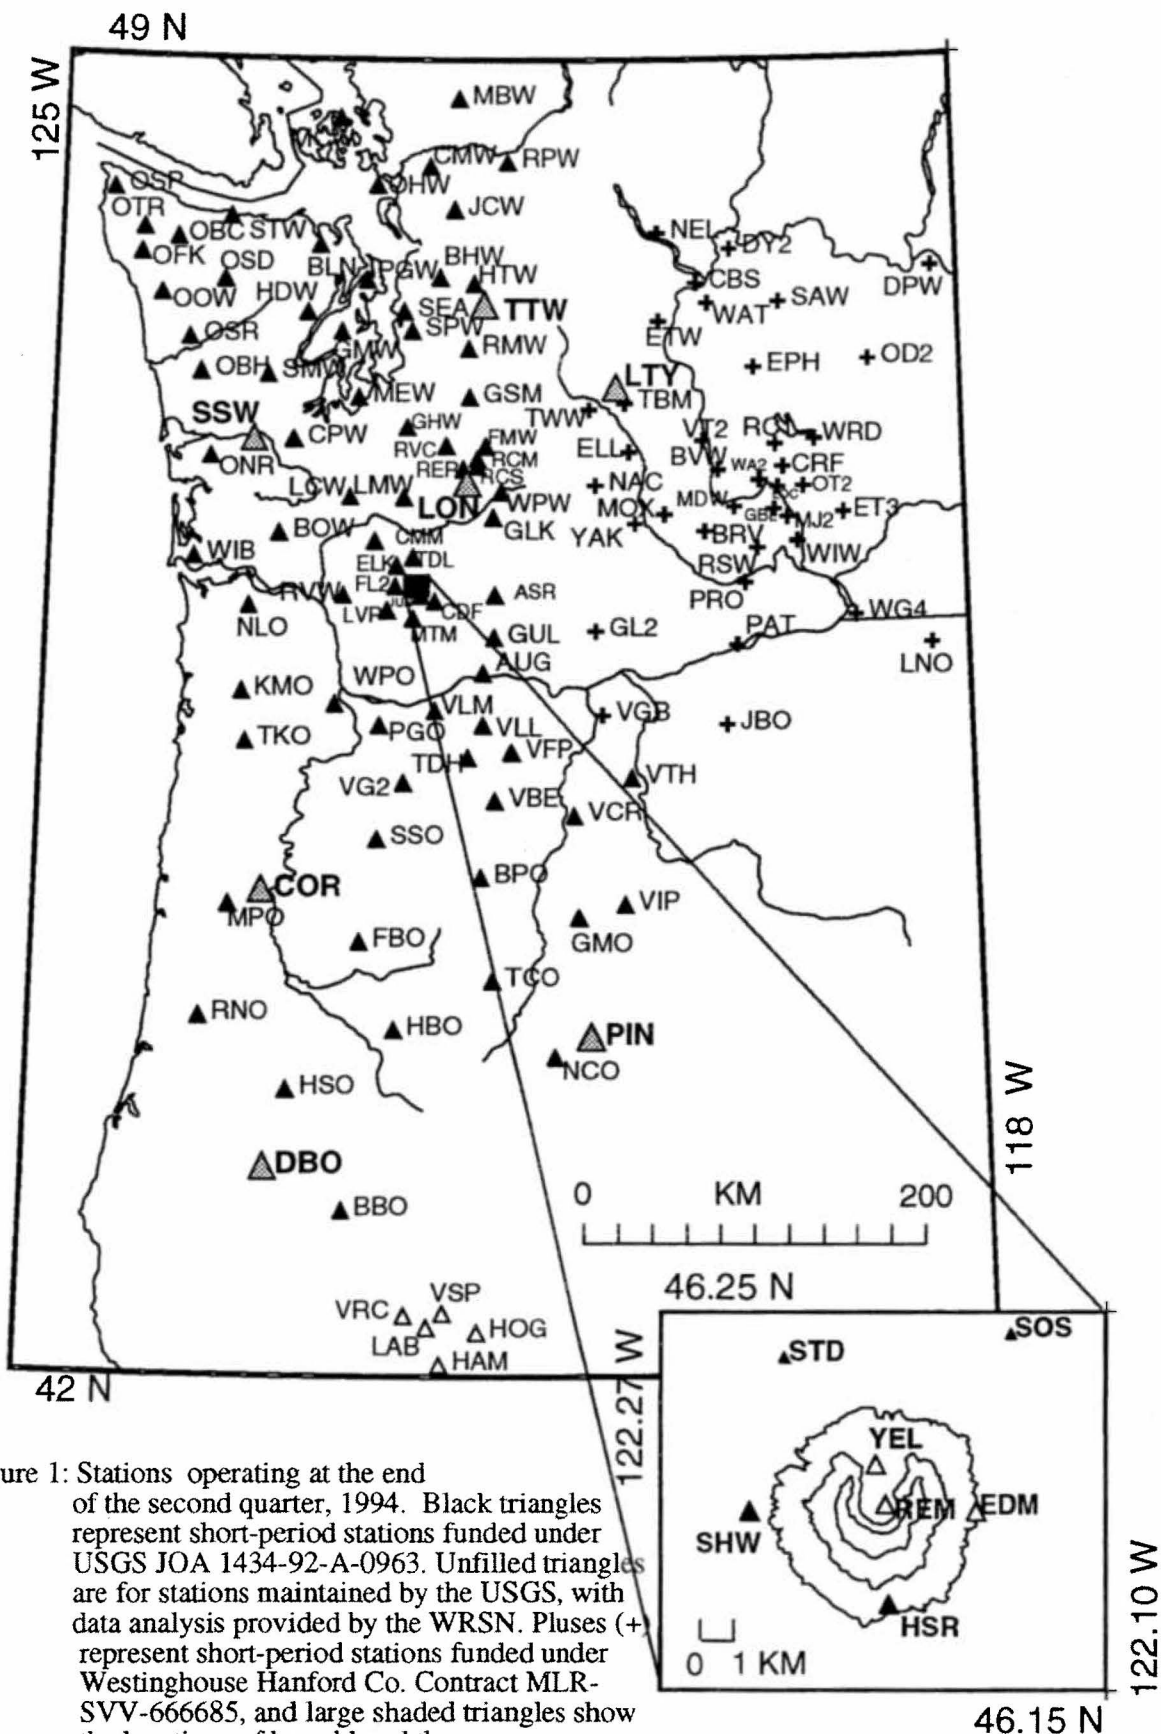 49 N
125 W
MBW
CMW
RPW
OHW
OSP
JCW
OTR
OBC
STW
NEL
DY2
OFK
OSD
BLN
PGW
BHW
HTW
CBS
DPW
OOW
HDW
SEA
TTW
WAT
SAW
OSR
GMW
SPW
RMW
ETW
OBH
SMW
EPH
OD2
LTY
MEW
GSM
TWW
TBM
SSW
CPW
GHW
FMW
VT2
WRD
ONR
RVC
RCM
ELL
BVW
WA2
CRF
RER
RCS
LCW
LMW
LON
WPW
NAC
MDW
OT2
BOW
GLK
MOX
GBL
MJ2
ET3
WIB
CMM
YAK
BRV
WIW
ELK
TDL
RSW
RVW
FL2
ASR
PRO
NLO
LVP
CDF
WG4
MTM
GUL
GL2
PAT
LNO
KMO
WPO
AUG
VLM
VGB
JBO
TKO
PGO
VLL
TDH
VFP
VTH
VG2
VBE
VCR
SSO
COR
BPO
VIP
MPO
GMO
FBO
TCO
RNO
HBO
PIN
NCO
HSO
118 W
DBO
BBO
0 KM 200
46.25 N
VRC
VSP
LAB
HOG
HAM
42 N
122.27 W
STD
SOS
YEL
REM
EDM
SHW
HSR
0 1 KM
122.10 W
46.15 N
ure 1: Stations operating at the end
of the second quarter, 1994. Black triangles
represent short-period stations funded under
USGS JOA 1434-92-A-0963. Unfilled triangles
are for stations maintained by the USGS, with
data analysis provided by the WRSN. Pluses (+)
represent short-period stations funded under
Westinghouse Hanford Co. Contract MLR-
SVV-666685, and large shaded triangles show